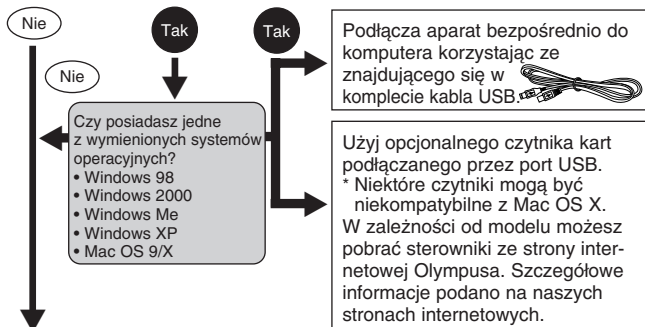 Nie
Tak
Tak
Nie
Czy posiadasz jedne
z wymienionych systemów
operacyjnych?
• Windows 98
• Windows 2000
• Windows Me
• Windows XP
• Mac OS 9/X
Podłącza aparat bezpośrednio do
komputera korzystając ze
znajdującego się w
komplecie kabla USB.
Użyj opcjonalnego czytnika kart
podłączanego przez port USB.
* Niektóre czytniki mogą być
niekompatybilne z Mac OS X.
W zależności od modelu możesz
pobrać sterowniki ze strony inter-
netowej Olympusa. Szczegółowe
informacje podano na naszych
stronach internetowych.